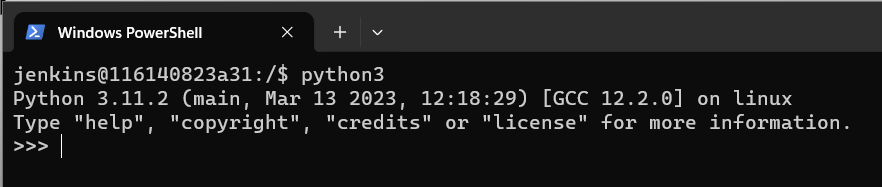 Windows PowerShell
jenkins@116140823a31:/$ python3
Python 3.11.2 (main, Mar 13 2023, 12:18:29) [GCC 12.2.0] on linux
Type "help", "copyright", "credits" or "license" for more information.
>>>